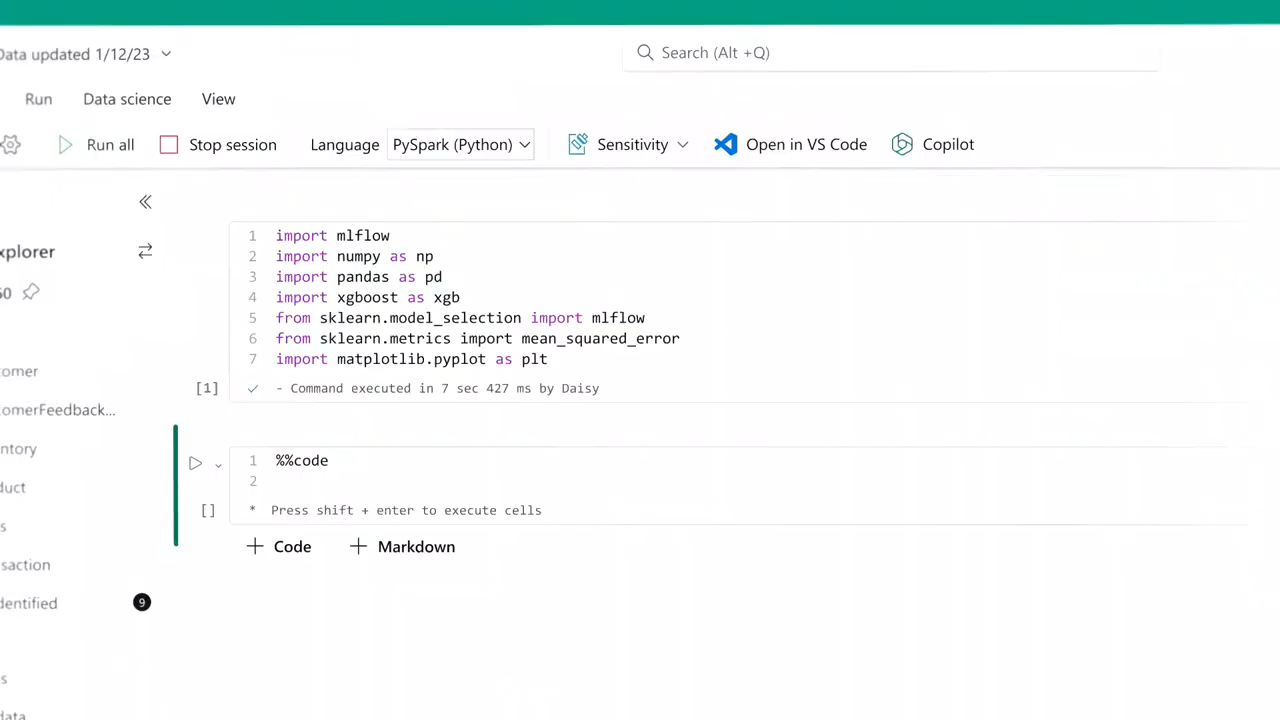 Data updated 1/12/23
Search (Alt +Q)
Run Data science View
Run all Stop session Language PySpark (Python) Sensitivity Open in VS Code Copilot
xplorer
60
omer
omerFeedback...
ntory
duct
s
saction
dentified 9
s
data
1 import mlflow
2 import numpy as np
3 import pandas as pd
4 import xgboost as xgb
5 from sklearn.model_selection import mlflow
6 from sklearn.metrics import mean_squared_error
7 import matplotlib.pyplot as plt
[1] - Command executed in 7 sec 427 ms by Daisy
1 %%code
2
[] * Press shift + enter to execute cells
+ Code + Markdown